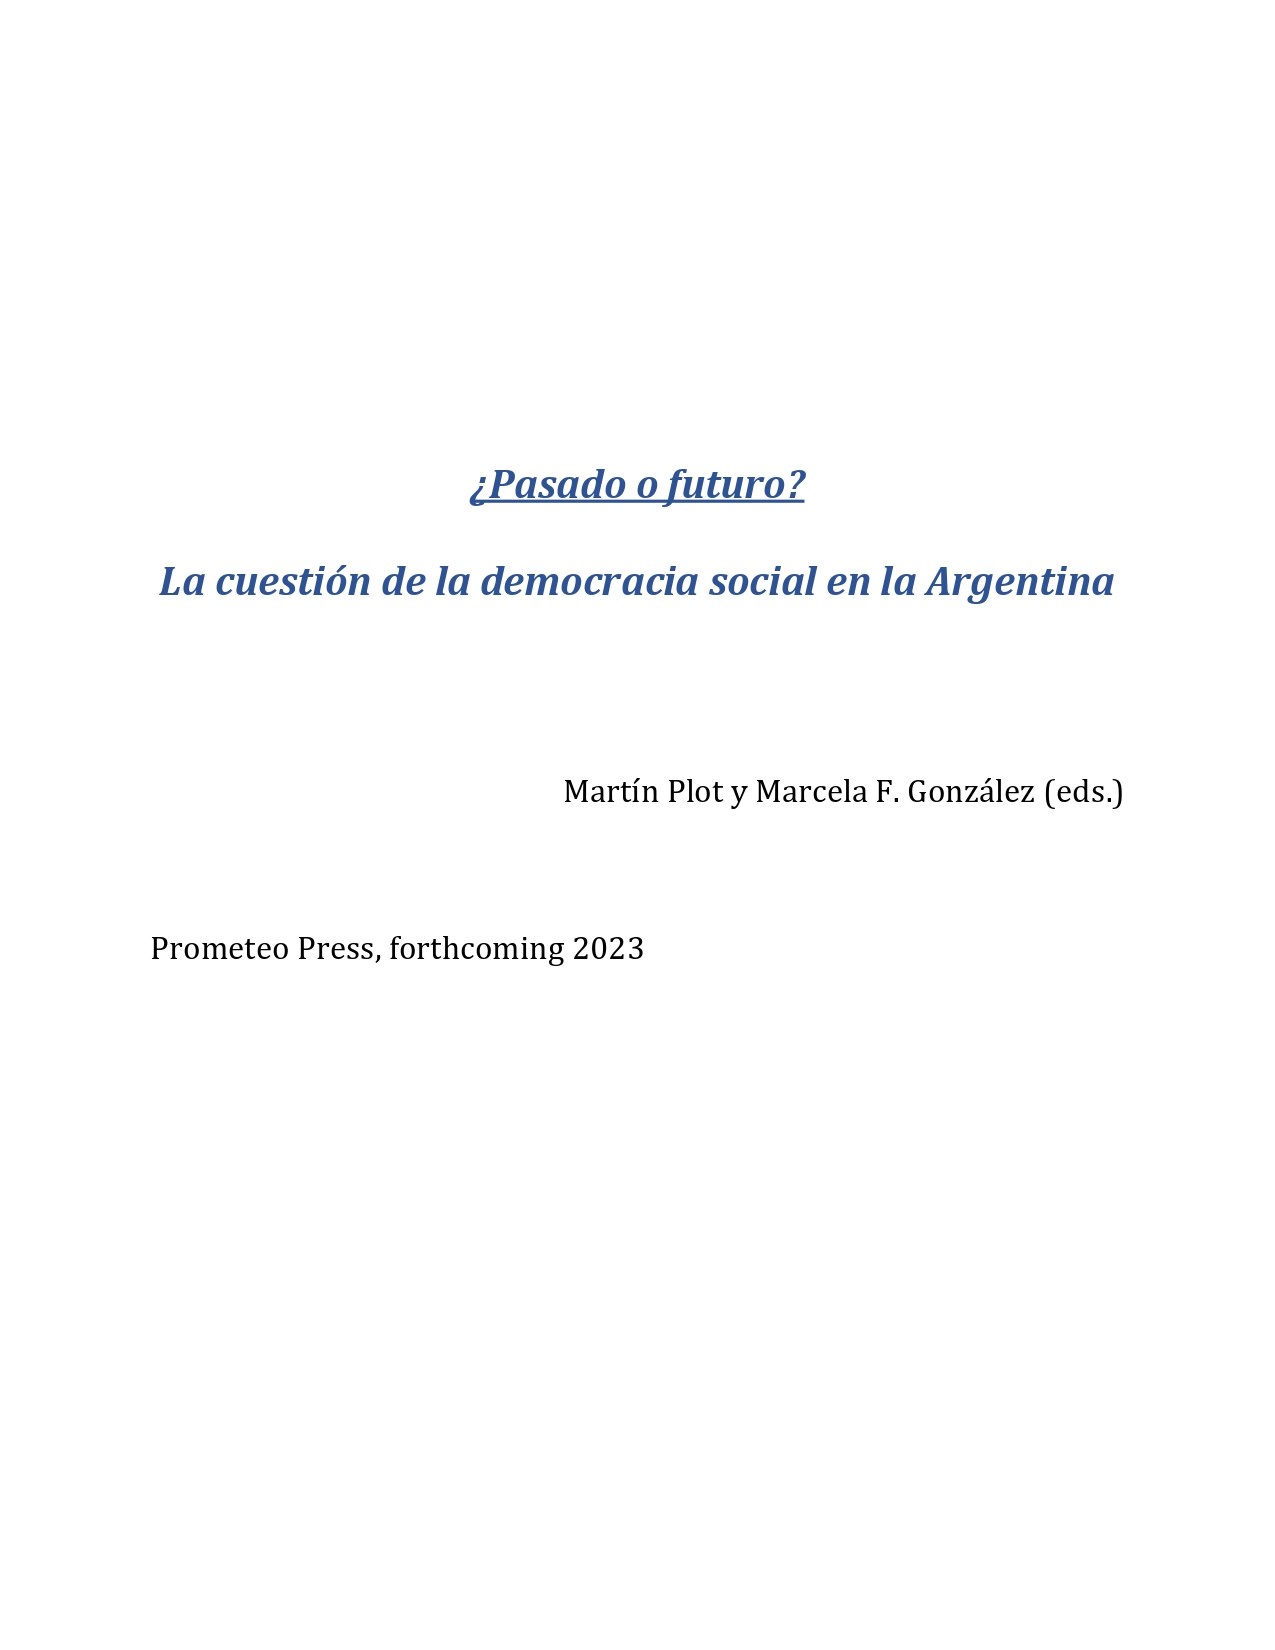 ¿Pasado o futuro?
La cuestión de la democracia social en la Argentina
Martín Plot y Marcela F. González (eds.)
Prometeo Press, forthcoming 2023